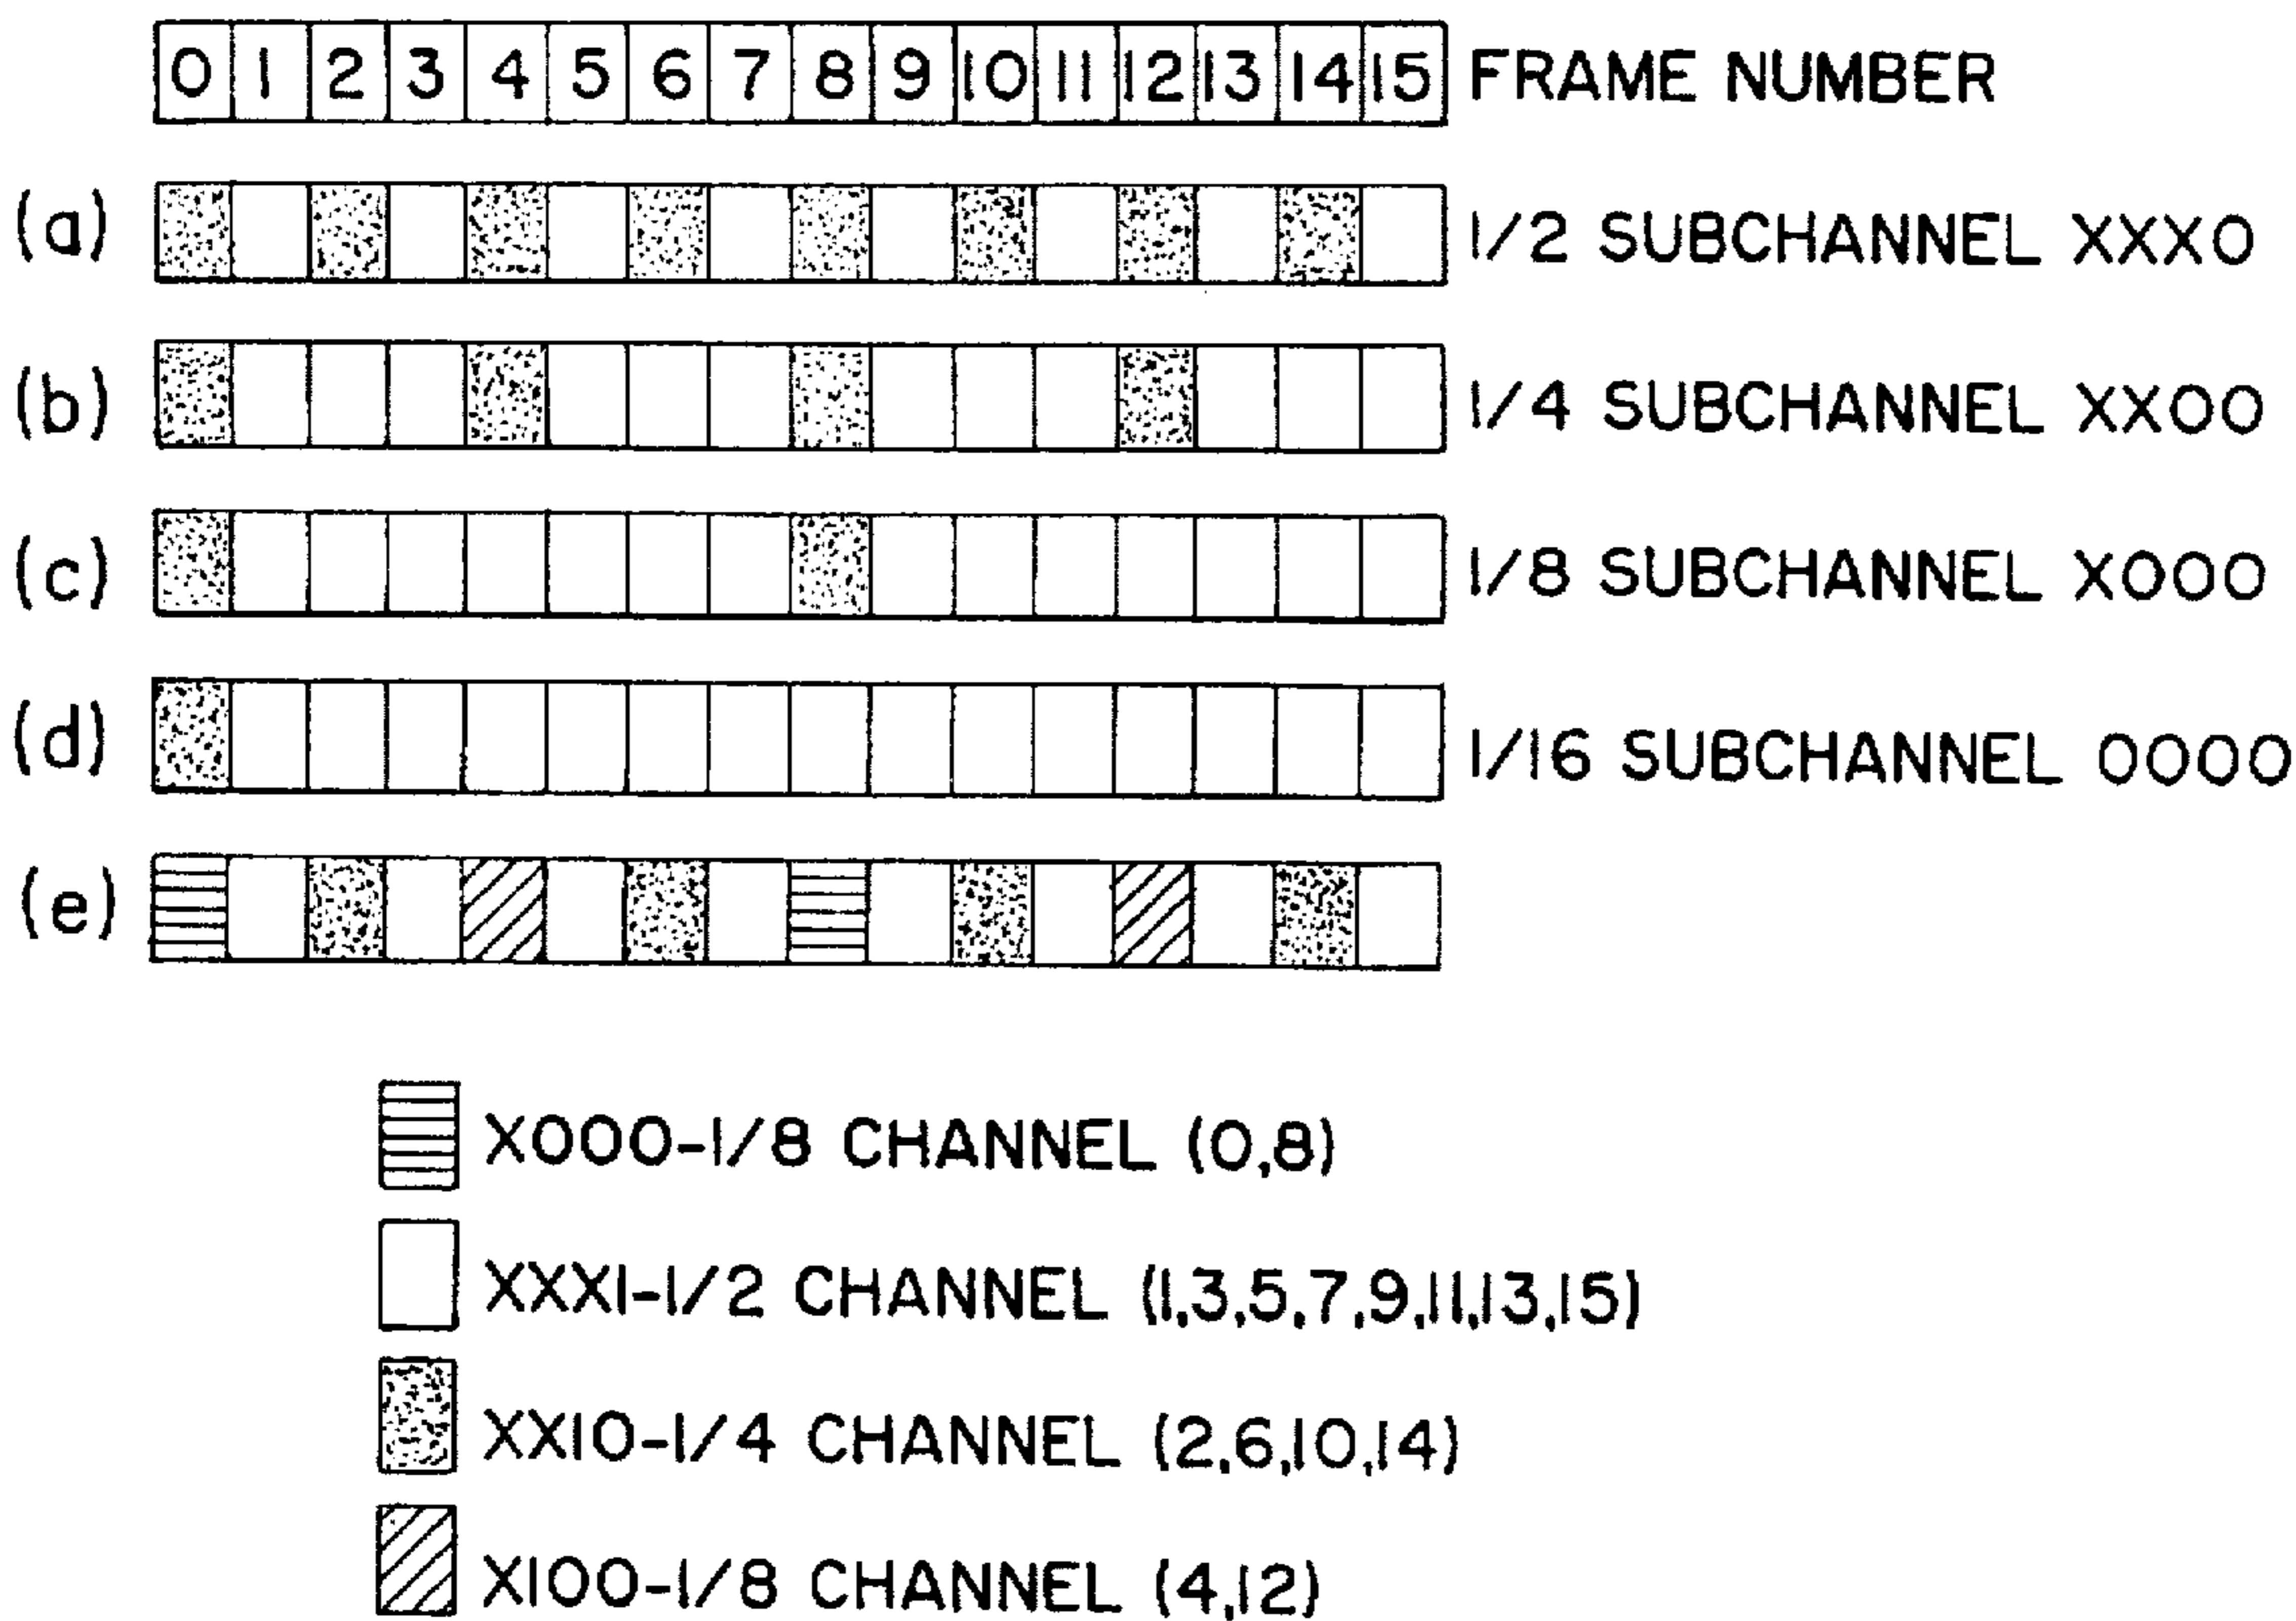 0 1 2 3 4 5 6 7 8 9 10 11 12 13 14 15 FRAME NUMBER
(a) 1/2 SUBCHANNEL XXX0
(b) 1/4 SUBCHANNEL XX00
(c) 1/8 SUBCHANNEL X000
(d) 1/16 SUBCHANNEL 0000
(e)
X000-1/8 CHANNEL (0,8)
XXX1-1/2 CHANNEL (1,3,5,7,9,11,13,15)
XX10-1/4 CHANNEL (2,6,10,14)
X100-1/8 CHANNEL (4,12)